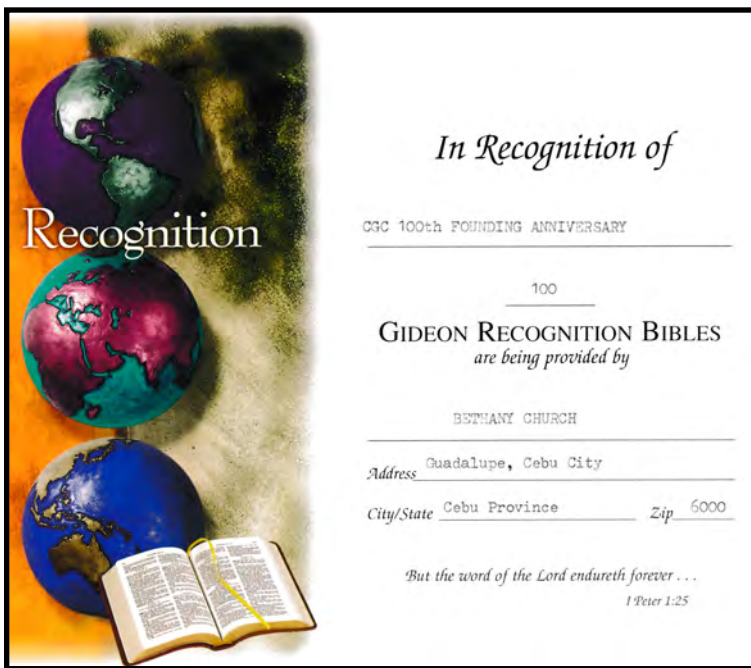 Recognition
In Recognition of
CGC 100th FOUNDING ANNIVERSARY
100
GIDEON RECOGNITION BIBLES
are being provided by
BETHANY CHURCH
Address Guadalupe, Cebu City
City/State Cebu Province Zip 6000
But the word of the Lord endureth forever . . .
I Peter 1:25